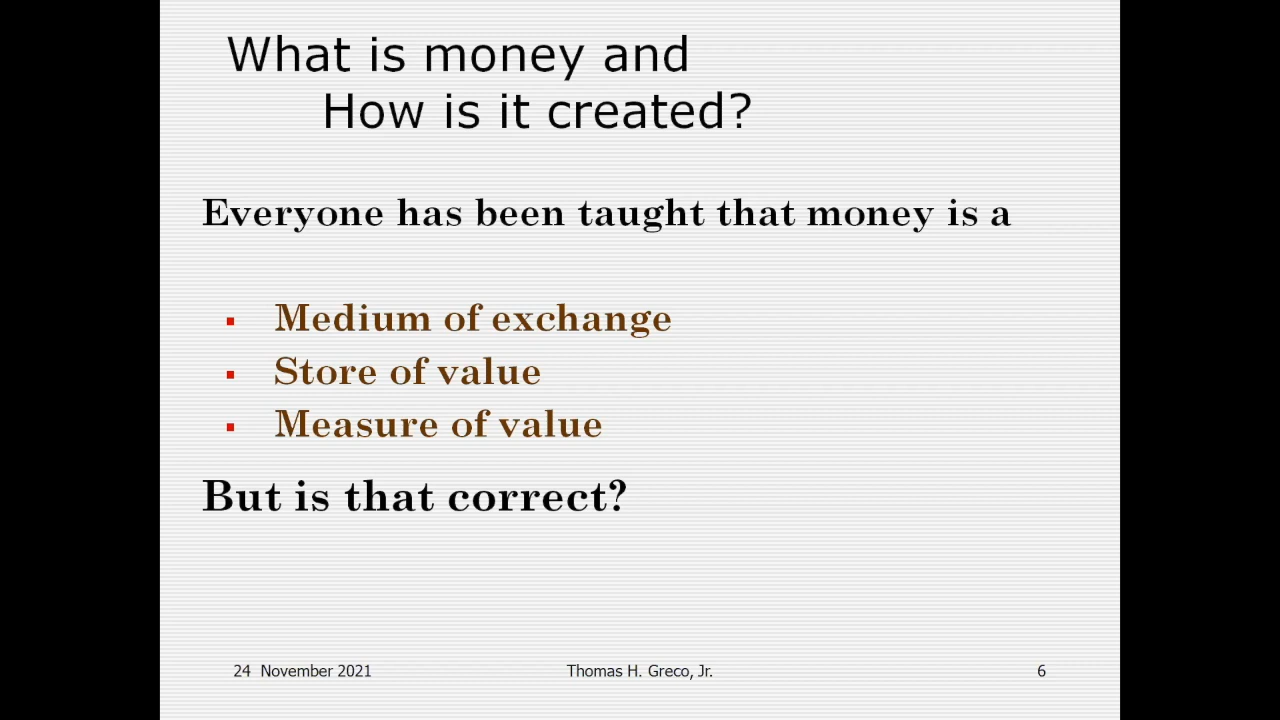 What is money and
How is it created?
Everyone has been taught that money is a
▪ Medium of exchange
▪ Store of value
▪ Measure of value
But is that correct?
24 November 2021
Thomas H. Greco, Jr.
6